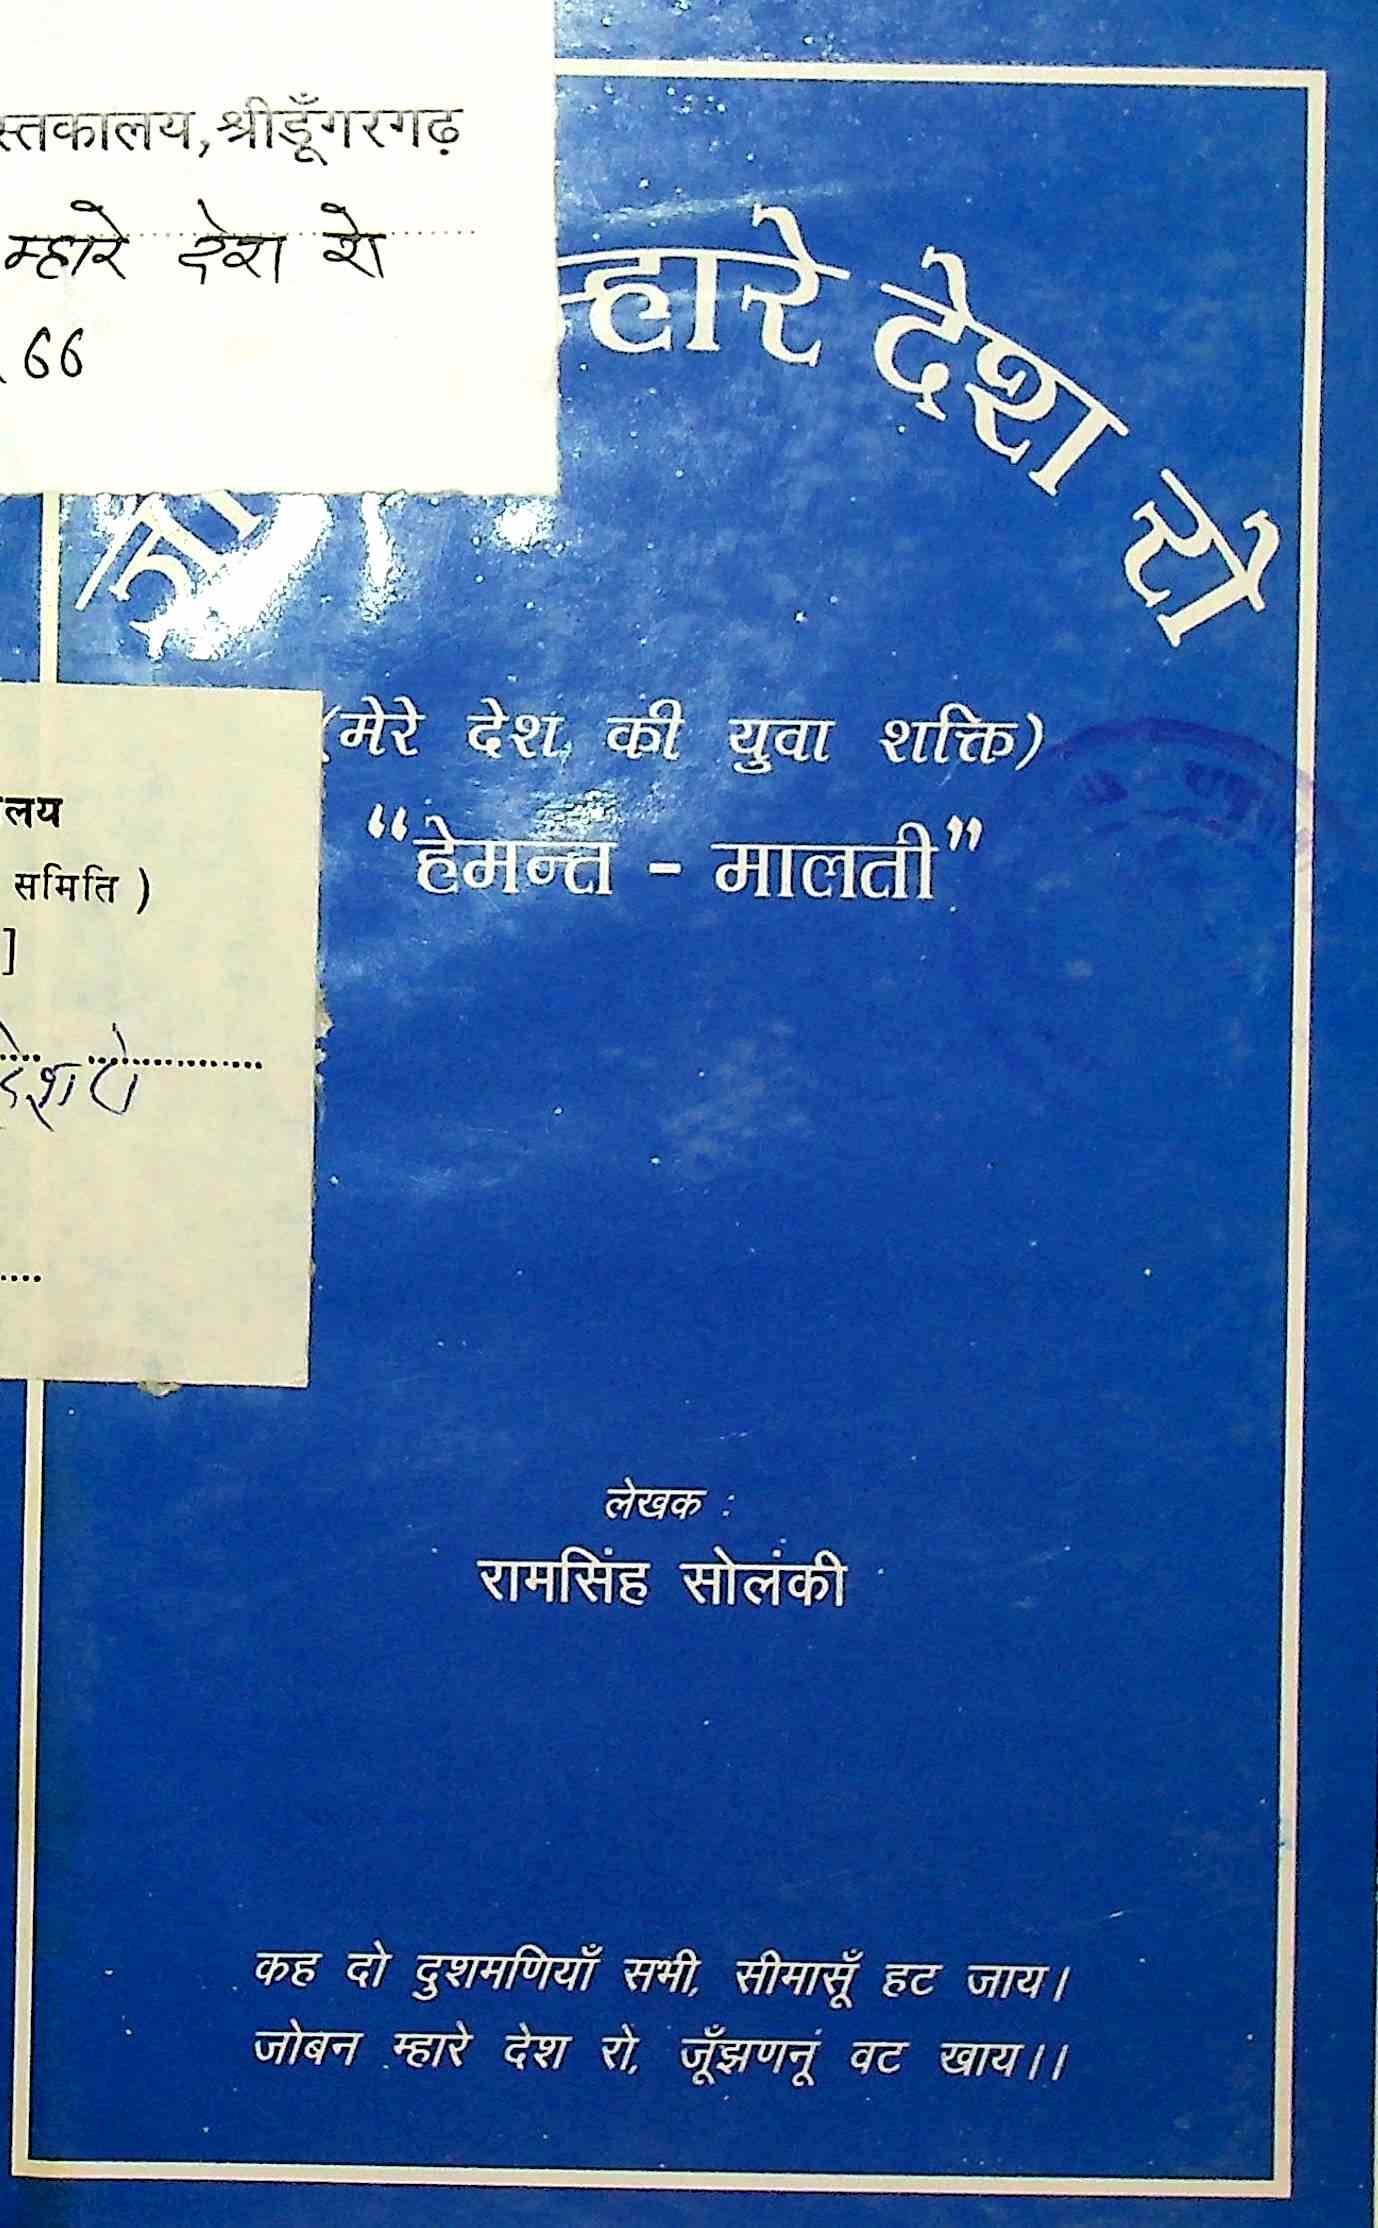 स्तकालय, श्रीडूँगरगढ़
म्हारे देश रो
66
म्हारे देश रो
(मेरे देश की युवा शक्ति)
“हेमन्त - मालती”
लय
समिति )
]
देश रो
लेखक :
रामसिंह सोलंकी
कह दो दुशमणियाँ सभी, सीमासूँ हट जाय।
जोबन म्हारे देश रो, जूँझणनूं वट खाय।।